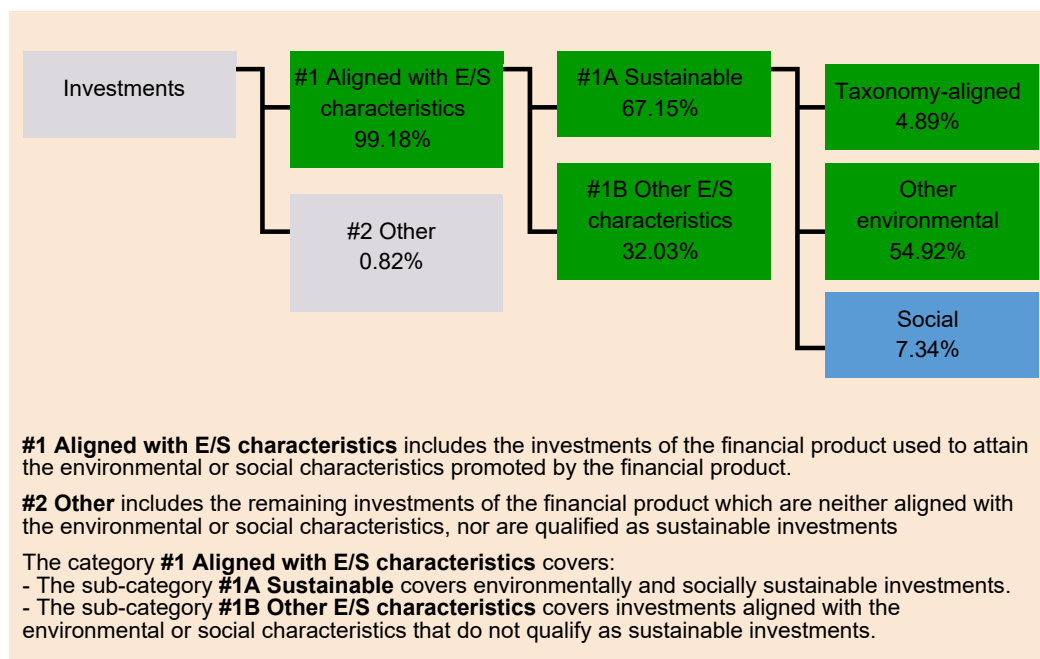 Investments
#1 Aligned with E/S
characteristics
99.18%
#2 Other
0.82%
#1A Sustainable
67.15%
#1B Other E/S
characteristics
32.03%
Taxonomy-aligned
4.89%
Other
environmental
54.92%
Social
7.34%
#1 Aligned with E/S characteristics includes the investments of the financial product used to attain
the environmental or social characteristics promoted by the financial product.
#2 Other includes the remaining investments of the financial product which are neither aligned with
the environmental or social characteristics, nor are qualified as sustainable investments
The category #1 Aligned with E/S characteristics covers:
- The sub-category #1A Sustainable covers environmentally and socially sustainable investments.
- The sub-category #1B Other E/S characteristics covers investments aligned with the
environmental or social characteristics that do not qualify as sustainable investments.